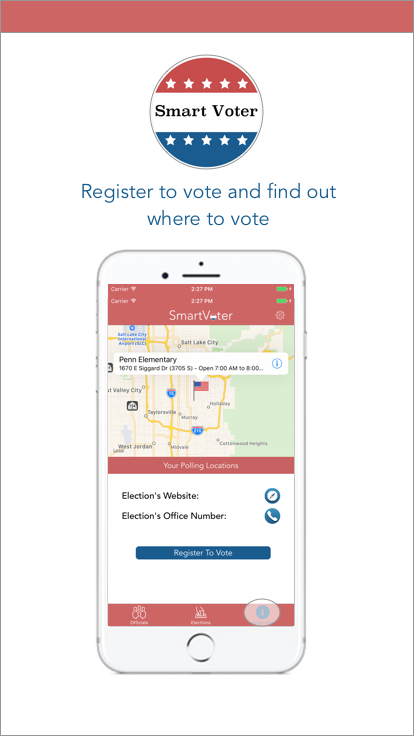 Smart Voter
Register to vote and find out
where to vote
Carrier 2:27 PM
Carrier 2:27 PM
SmartVoter
Salt Lake City
International
Airport (SLC)
Salt Lake City
Penn Elementary
1670 E Siggard Dr (3705 S) - Open 7:00 AM to 8:00...
t Valley City
15
Taylorsville
Murray
Holladay
215
West Jordan
Midvale
Cottonwood Heights
Your Polling Locations
Election's Website:
Election's Office Number:
Register To Vote
Officials
Elections